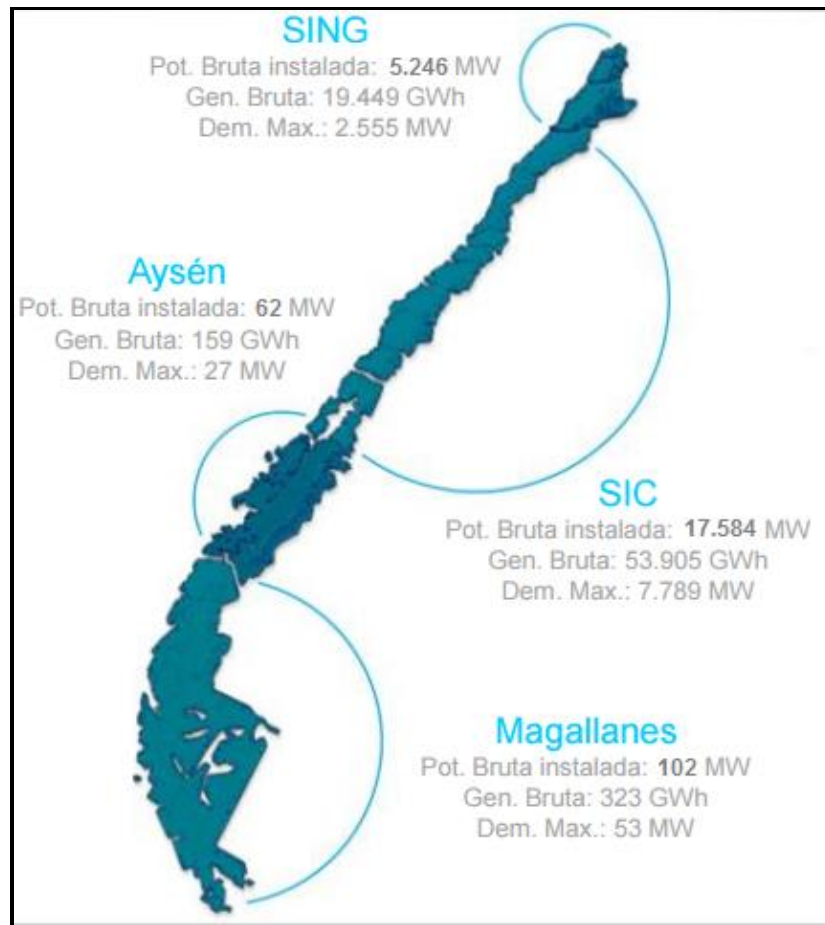 SING
Pot. Bruta instalada: 5.246 MW
Gen. Bruta: 19.449 GWh
Dem. Max.: 2.555 MW
Aysén
Pot. Bruta instalada: 62 MW
Gen. Bruta: 159 GWh
Dem. Max.: 27 MW
SIC
Pot. Bruta instalada: 17.584 MW
Gen. Bruta: 53.905 GWh
Dem. Max.: 7.789 MW
Magallanes
Pot. Bruta instalada: 102 MW
Gen. Bruta: 323 GWh
Dem. Max.: 53 MW